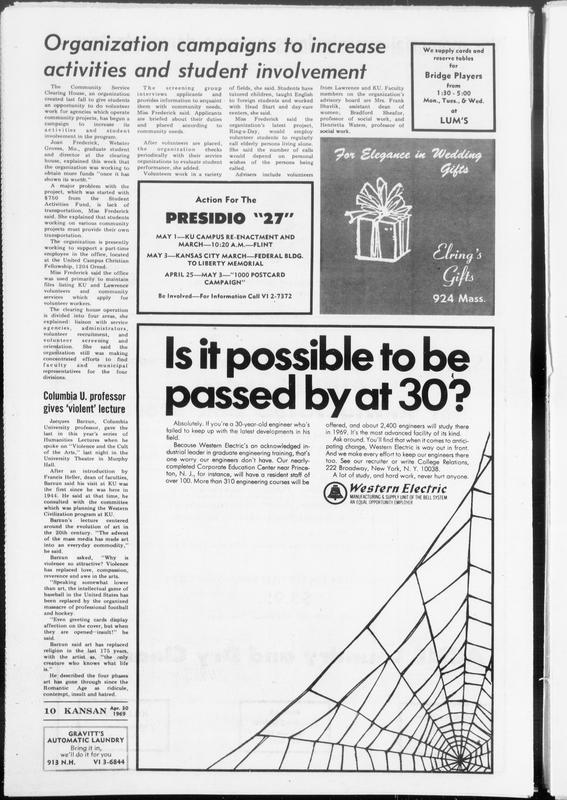 Organization campaigns to increase
activities and student involvement
The Community Service
Clearing House, an organization
created last fall to give students
an opportunity to do volunteer
work for agencies which operate
community projects, has begun a
campaign to increase its
activities and student
involvement in the program.
Joan Frederick, Webster
Groves, Mo., graduate student
and director at the clearing
house, explained this week that
the organization was working to
obtain more funds "once it has
shown its worth."
A major problem with the
project, which was started with
$750 from the Student
Activities Fund, is lack of
transportation, Miss Frederick
said. She explained that students
working on various community
projects must provide their own
transportation.
The organization is presently
working to support a part-time
employee in the office, located
at the United Campus Christian
Fellowship, 1204 Oread.
Miss Frederick said the office
was used primarily to maintain
files listing KU and Lawrence
volunteers and community
services which apply for
volunteer workers.
The clearing house operation
is divided into four areas, she
explained: liaison with service
agencies, administrators,
volunteer recruitment, and
volunteer screening and
orientation. She said the
organization still was making
concentrated efforts to find
faculty and municipal
representatives for the four
divisions.
The screening group
interviews applicants and
provides information to acquaint
them with community needs,
Miss Frederick said. Applicants
are briefed about their duties
and placed according to
community needs.
After volunteers are placed,
the organization checks
periodically with their service
organizations to evaluate student
performance, she added.
Volunteers work in a variety
of fields, she said. Students have
tutored children, taught English
to foreign students and worked
with Head Start and day-care
centers, she said.
Miss Frederick said the
organization's latest project,
Ring-a-Day, would employ
volunteer students to regularly
call elderly persons living alone.
She said the number of calls
would depend on personal
wishes of the persons being
called.
Advisers include volunteers
from Lawrence and KU. Faculty
members on the organization's
advisory board are Mrs. Frank
Shavlik, assistant dean of
women, Bradford Sheafor,
professor of social work, and
Henrietta Waters, professor of
social work.
We supply cards and
reserve tables
for
Bridge Players
from
1:30 - 5:00
Mon., Tues., & Wed.
at
LUM'S
Action For The
PRESIDIO "27"
MAY 1—KU CAMPUS RE-ENACTMENT AND
MARCH—10:20 A.M.—FLINT
MAY 3—KANSAS CITY MARCH—FEDERAL BLDG.
TO LIBERTY MEMORIAL
APRIL 25—MAY 3—"1000 POSTCARD
CAMPAIGN"
Be Involved—For Information Call VI 2-7372
For Elegance in Wedding
Gifts
Elring's
Gifts
924 Mass.
Columbia U. professor
gives 'violent' lecture
Jacques Barzun, Columbia
University professor, gave the
last in this year's series of
Humanities Lectures when he
spoke on "Violence and the Cult
of the Arts," last night in the
University Theatre in Murphy
Hall.
After an introduction by
Francis Heller, dean of faculties,
Barzun said his visit at KU was
the first since he was here in
1944. He said at that time, he
consulted with the committee
which was planning the Western
Civilization program at KU.
Barzun's lecture centered
around the evolution of art in
the 20th century. "The advent
of the mass media has made art
into an everyday commodity,"
he said.
Barzun asked, "Why is
violence so attractive? Violence
has replaced love, compassion,
reverence and awe in the arts.
"Speaking somewhat lower
than art, the intellectual game of
baseball in the United States has
been replaced by the organized
massacre of professional football
and hockey.
"Even greeting cards display
affection on the cover, but when
they are opened—insult!" he
said.
Barzun said art has replaced
religion in the last 175 years,
with the artist as, "the only
creature who knows what life
is."
He described the four phases
art has gone through since the
Romantic Age as ridicule,
contempt, insult and hatred.
10 KANSAN Apr. 30
1969
GRAVITT'S
AUTOMATIC LAUNDRY
Bring it in,
we'll do it for you
913 N.H. VI 3-6844
Is it possible to be
passed by at 30?
Absolutely. If you're a 30-year-old engineer who's
failed to keep up with the latest developments in his
field.
Because Western Electric's an acknowledged in-
dustrial leader in graduate engineering training, that's
one worry our engineers don't have. Our nearly-
completed Corporate Education Center near Prince-
ton, N. J., for instance, will have a resident staff of
over 100. More than 310 engineering courses will be
offered, and about 2,400 engineers will study there
in 1969. It's the most advanced facility of its kind.
Ask around. You'll find that when it comes to antici-
pating change, Western Electric is way out in front.
And we make every effort to keep our engineers there
too. See our recruiter or write College Relations,
222 Broadway, New York, N. Y. 10038.
A lot of study, and hard work, never hurt anyone.
Western Electric
MANUFACTURING & SUPPLY UNIT OF THE BELL SYSTEM
AN EQUAL OPPORTUNITY EMPLOYER